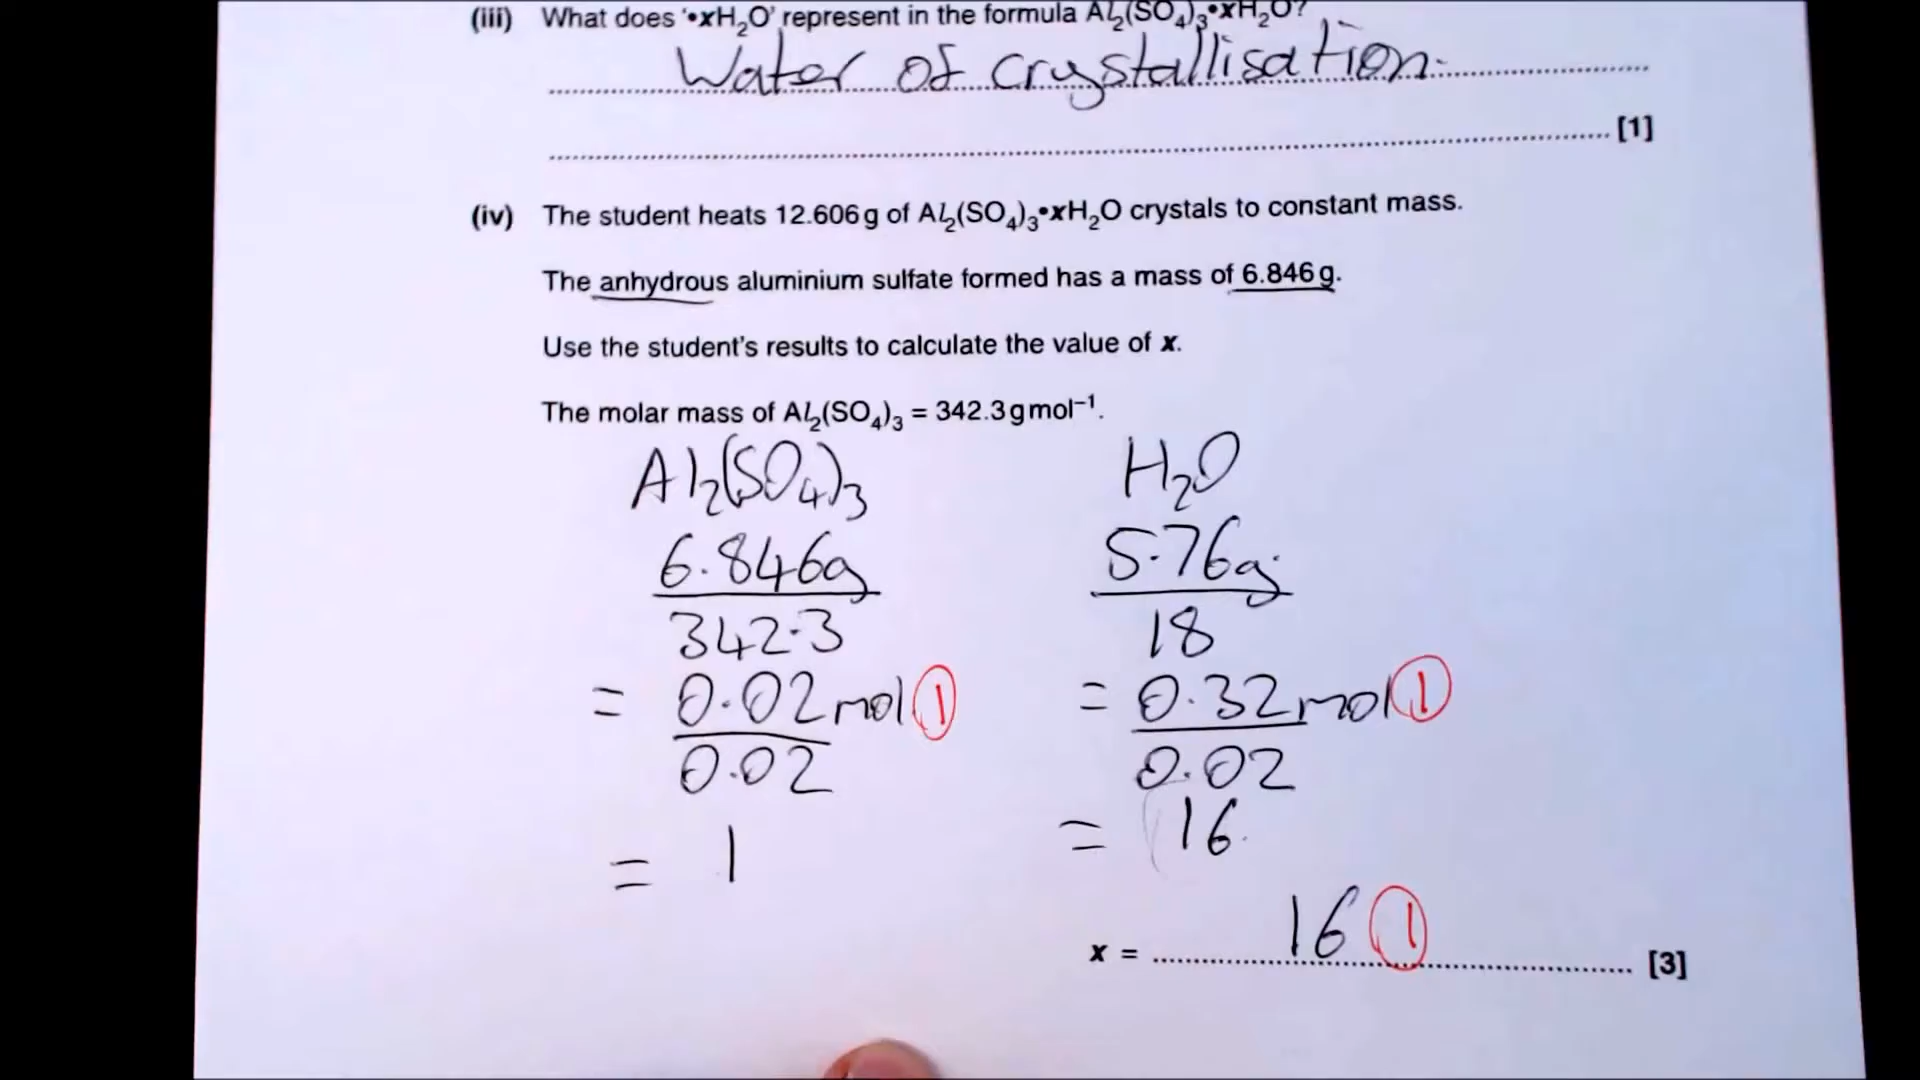 (iii) What does ‘•xH₂O’ represent in the formula Al₂(SO₄)₃•xH₂O?
Water of crystallisation.
[1]
(iv) The student heats 12.606 g of Al₂(SO₄)₃•xH₂O crystals to constant mass.
The anhydrous aluminium sulfate formed has a mass of 6.846 g.
Use the student's results to calculate the value of x.
The molar mass of Al₂(SO₄)₃ = 342.3 g mol⁻¹.
Al₂(SO₄)₃ H₂O
6.846g 5.76g
342.3 18
= 0.02 mol 1 = 0.32 mol 1
0.02 0.02
= 1 = 16
x = 16 1 [3]